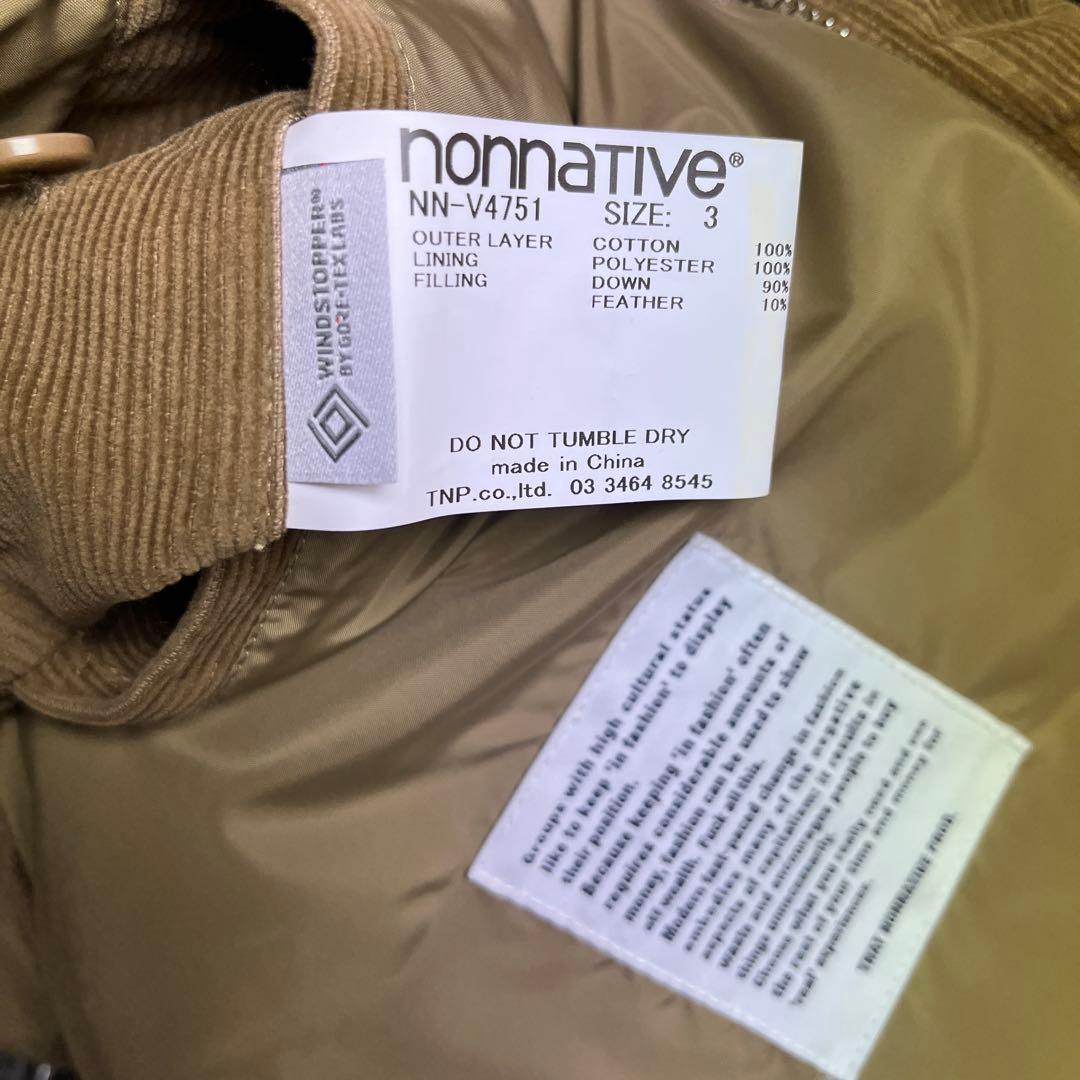 nonnative®
NN-V4751 SIZE: 3
OUTER LAYER COTTON 100%
LINING POLYESTER 100%
FILLING DOWN 90%
FEATHER 10%
DO NOT TUMBLE DRY
made in China
TNP.co.,ltd. 03 3464 8545
WINDSTOPPER®
BY GORE-TEX LABS
Groups with high cultural status
like to keep 'in fashion' to display
their position.
Because keeping 'in fashion' often
requires considerable amounts of
money, fashion can be used to show
off wealth. Fuck all this.
Modern fast paced change in fashion
embodies many of the negative
aspects of capitalism: it results in
waste and encourages people to buy
things unnecessarily.
Choose what you really need and use
the rest of your time and money for
'real' experiences.
THAT NONNATIVE PROD.